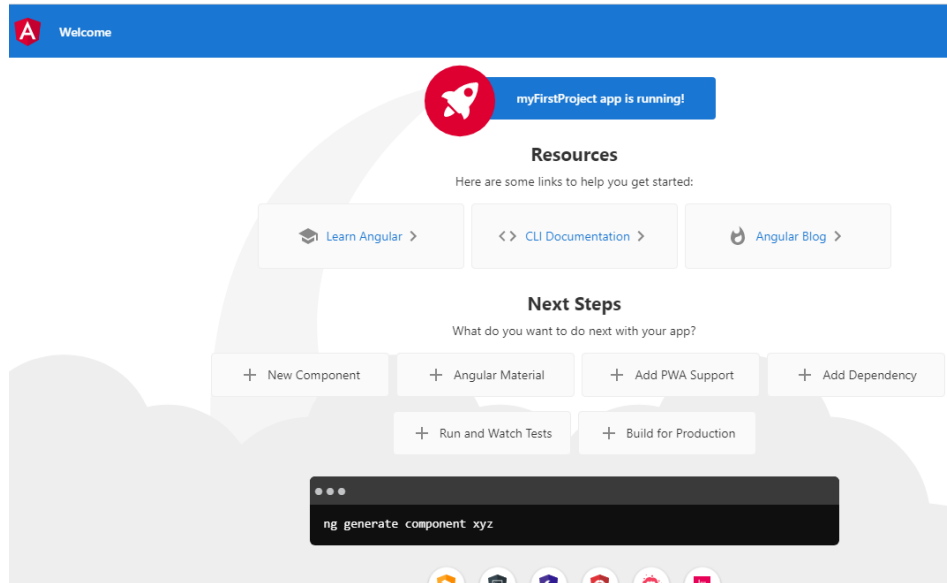 Welcome
myFirstProject app is running!
Resources
Here are some links to help you get started:
Learn Angular
CLI Documentation
Angular Blog
Next Steps
What do you want to do next with your app?
New Component
Angular Material
Add PWA Support
Add Dependency
Run and Watch Tests
Build for Production
ng generate component xyz